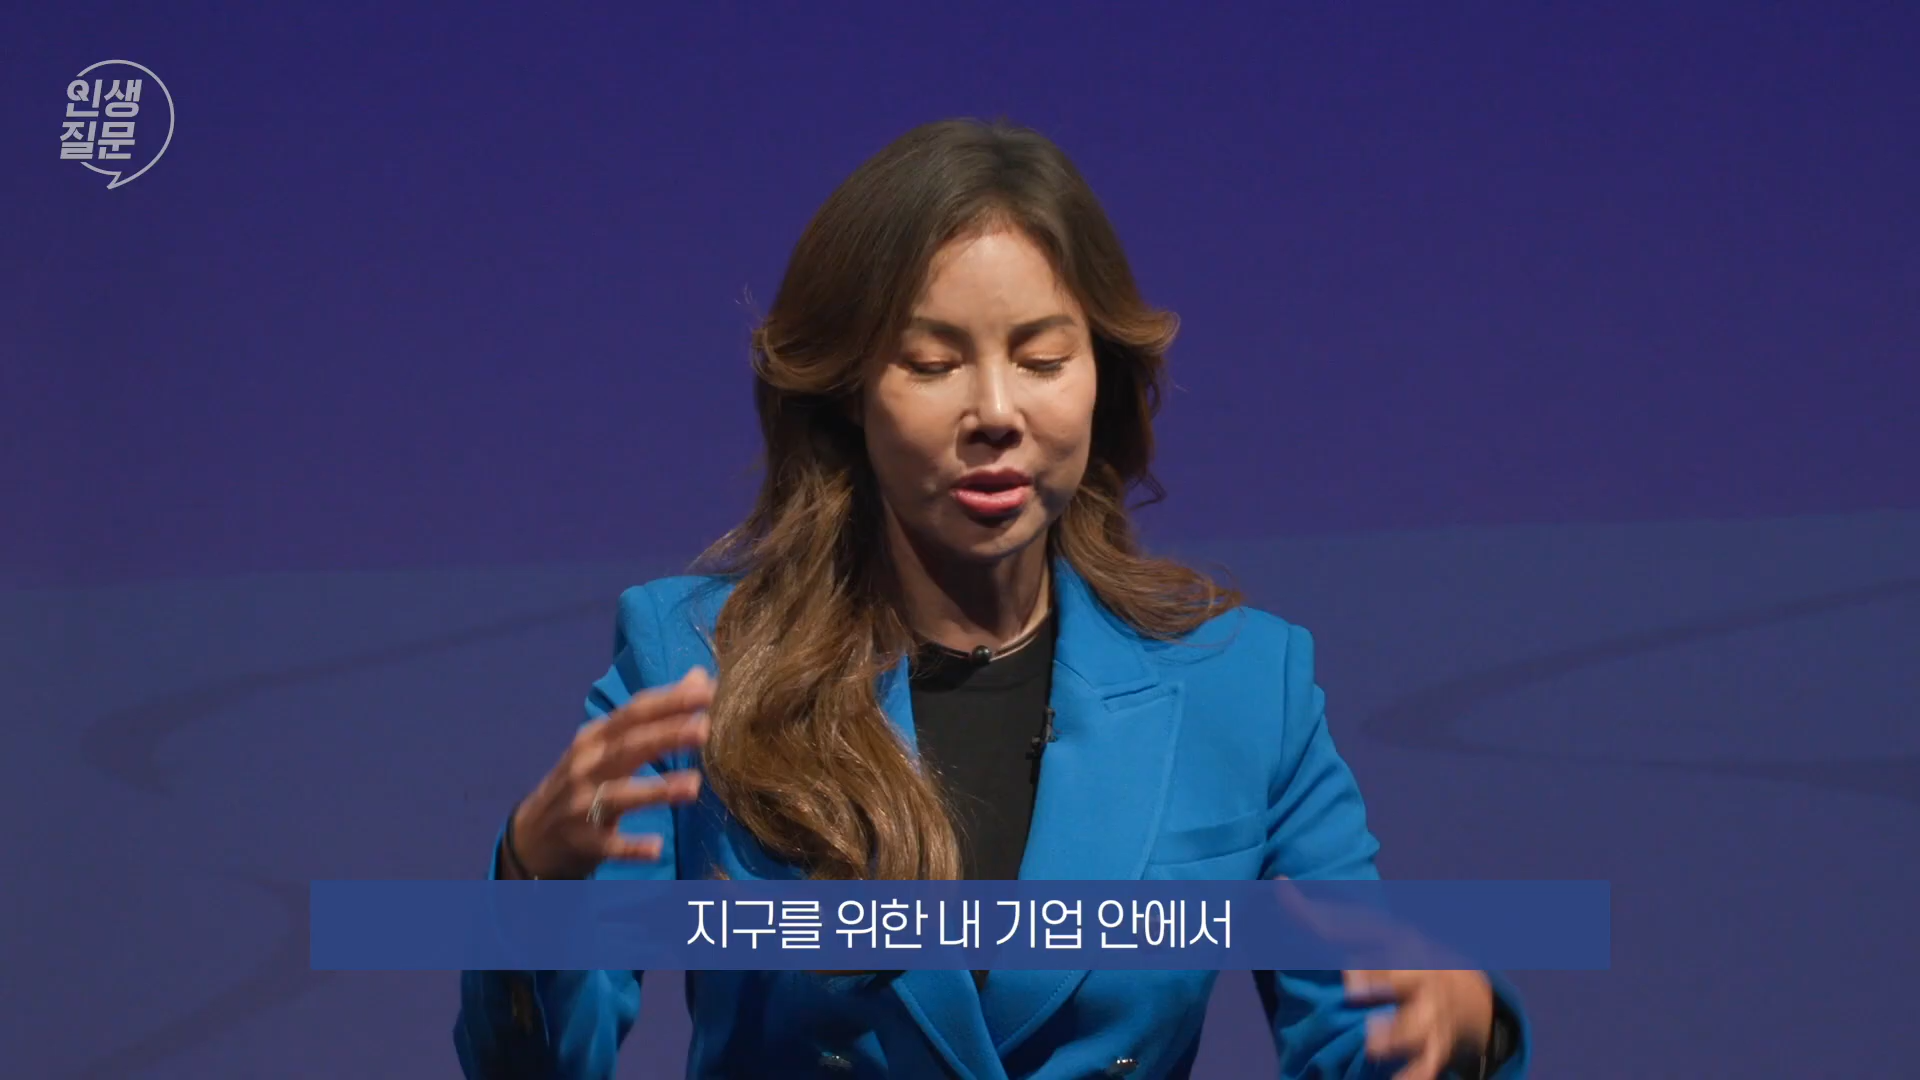 인생
질문
지구를 위한 내 기업 안에서